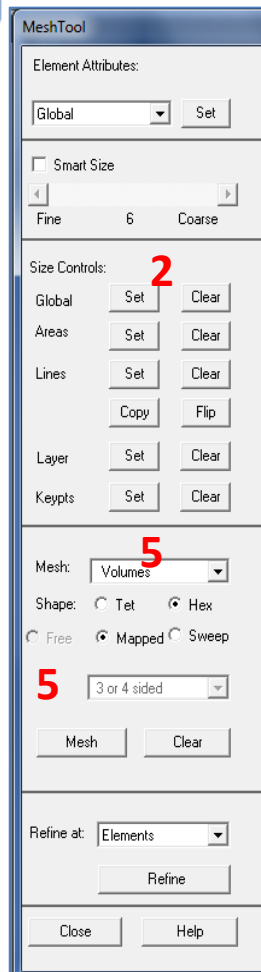 MeshTool
Element Attributes:
Global Set
Smart Size
Fine 6 Coarse
Size Controls:
2
Global Set Clear
Areas Set Clear
Lines Set Clear
Copy Flip
Layer Set Clear
Keypts Set Clear
5
Mesh: Volumes
Shape: Tet Hex
Free Mapped Sweep
5 3 or 4 sided
Mesh Clear
Refine at: Elements
Refine
Close Help